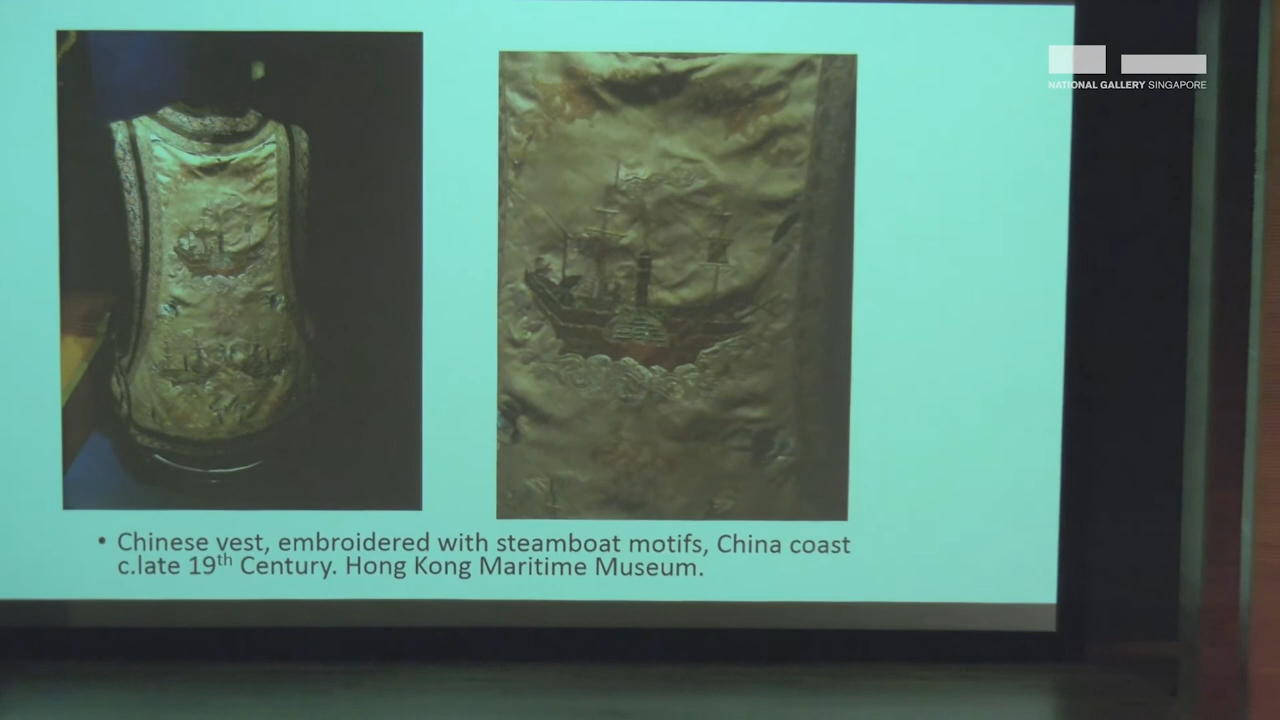 NATIONAL GALLERY SINGAPORE
• Chinese vest, embroidered with steamboat motifs, China coast
c.late 19th Century. Hong Kong Maritime Museum.